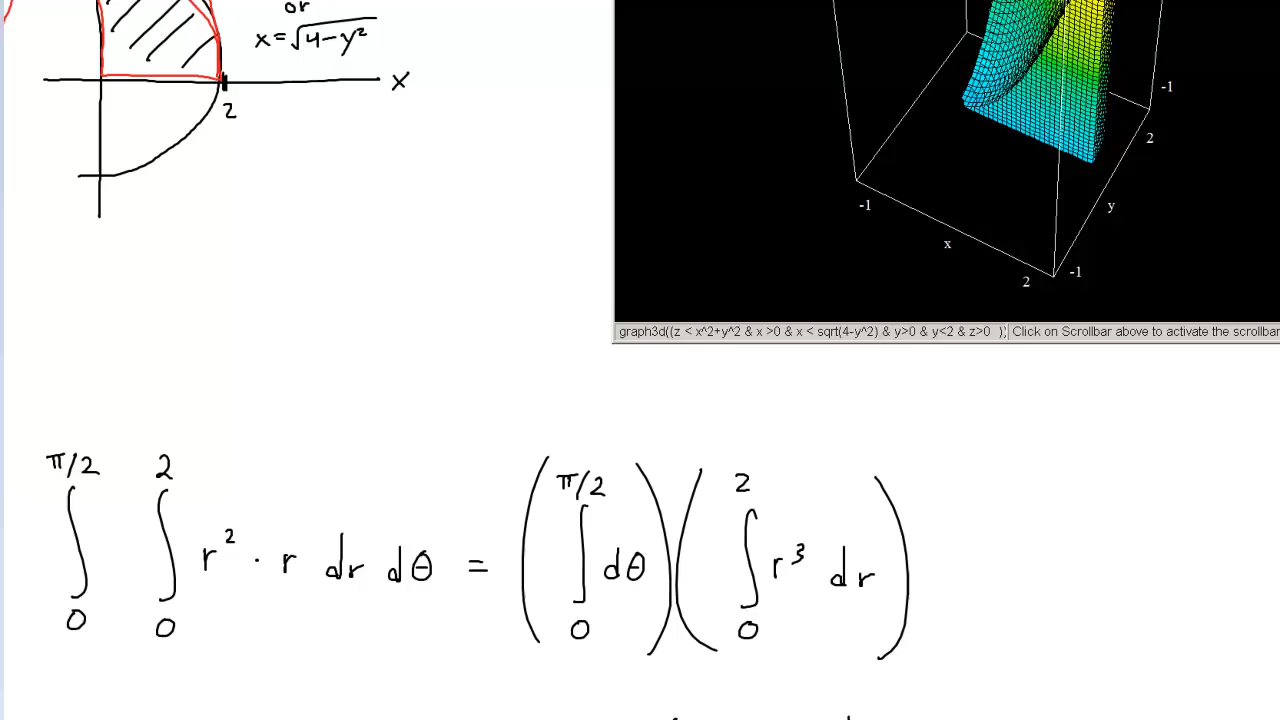 or
x = √4 - y²
x
2
-1
2
y
-1
x
2
-1
graph3d((z < x^2+y^2 & x >0 & x < sqrt(4-y^2) & y>0 & y<2 & z>0 ); Click on Scrollbar above to activate the scrollbar
∫₀^(π/2) ∫₀^2 r² · r dr dθ = (∫₀^(π/2) dθ)(∫₀^2 r³ dr)